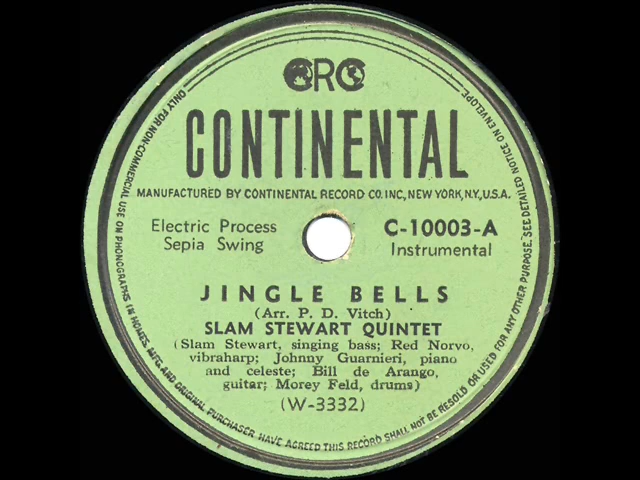 CRC
CONTINENTAL
MANUFACTURED BY CONTINENTAL RECORD CO. INC., NEW YORK, N.Y., U.S.A.
Electric Process
Sepia Swing
C-10003-A
Instrumental
JINGLE BELLS
(Arr. P. D. Vitch)
SLAM STEWART QUINTET
(Slam Stewart, singing bass; Red Norvo,
vibraharp; Johnny Guarnieri, piano
and celeste; Bill de Arango,
guitar; Morey Feld, drums)
(W-3332)
ONLY FOR NON-COMMERCIAL USE ON PHONOGRAPHS IN HOMES. MFG. AND ORIGINAL PURCHASER HAVE AGREED THIS RECORD SHALL NOT BE RESOLD OR USED FOR ANY OTHER PURPOSE. SEE DETAILED NOTICE ON ENVELOPE.